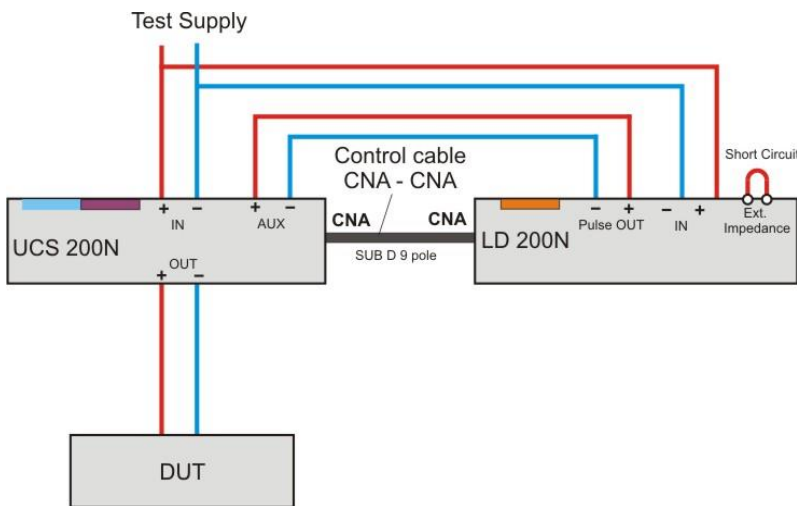 Test Supply
Control cable
CNA - CNA
Short Circuit
+ − 
IN
+ −
AUX
CNA
CNA
− +
Pulse OUT
− +
IN
Ext.
Impedance
UCS 200N
LD 200N
SUB D 9 pole
OUT
+ −
DUT